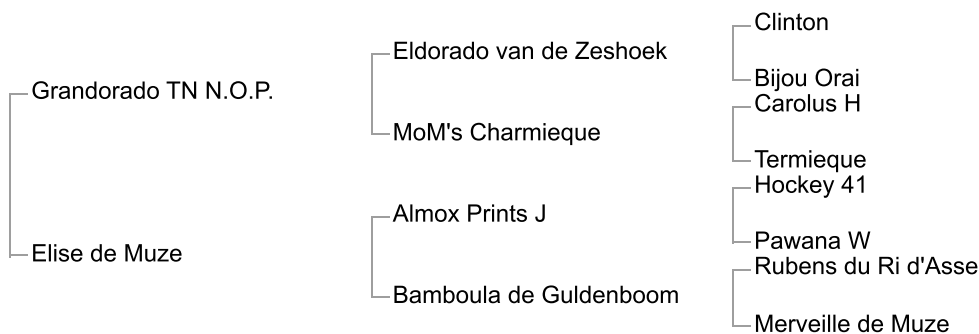 Clinton
Eldorado van de Zeshoek
Bijou Orai
Grandorado TN N.O.P.
Carolus H
MoM's Charmieque
Termieque
Hockey 41
Almox Prints J
Pawana W
Elise de Muze
Rubens du Ri d'Asse
Bamboula de Guldenboom
Merveille de Muze